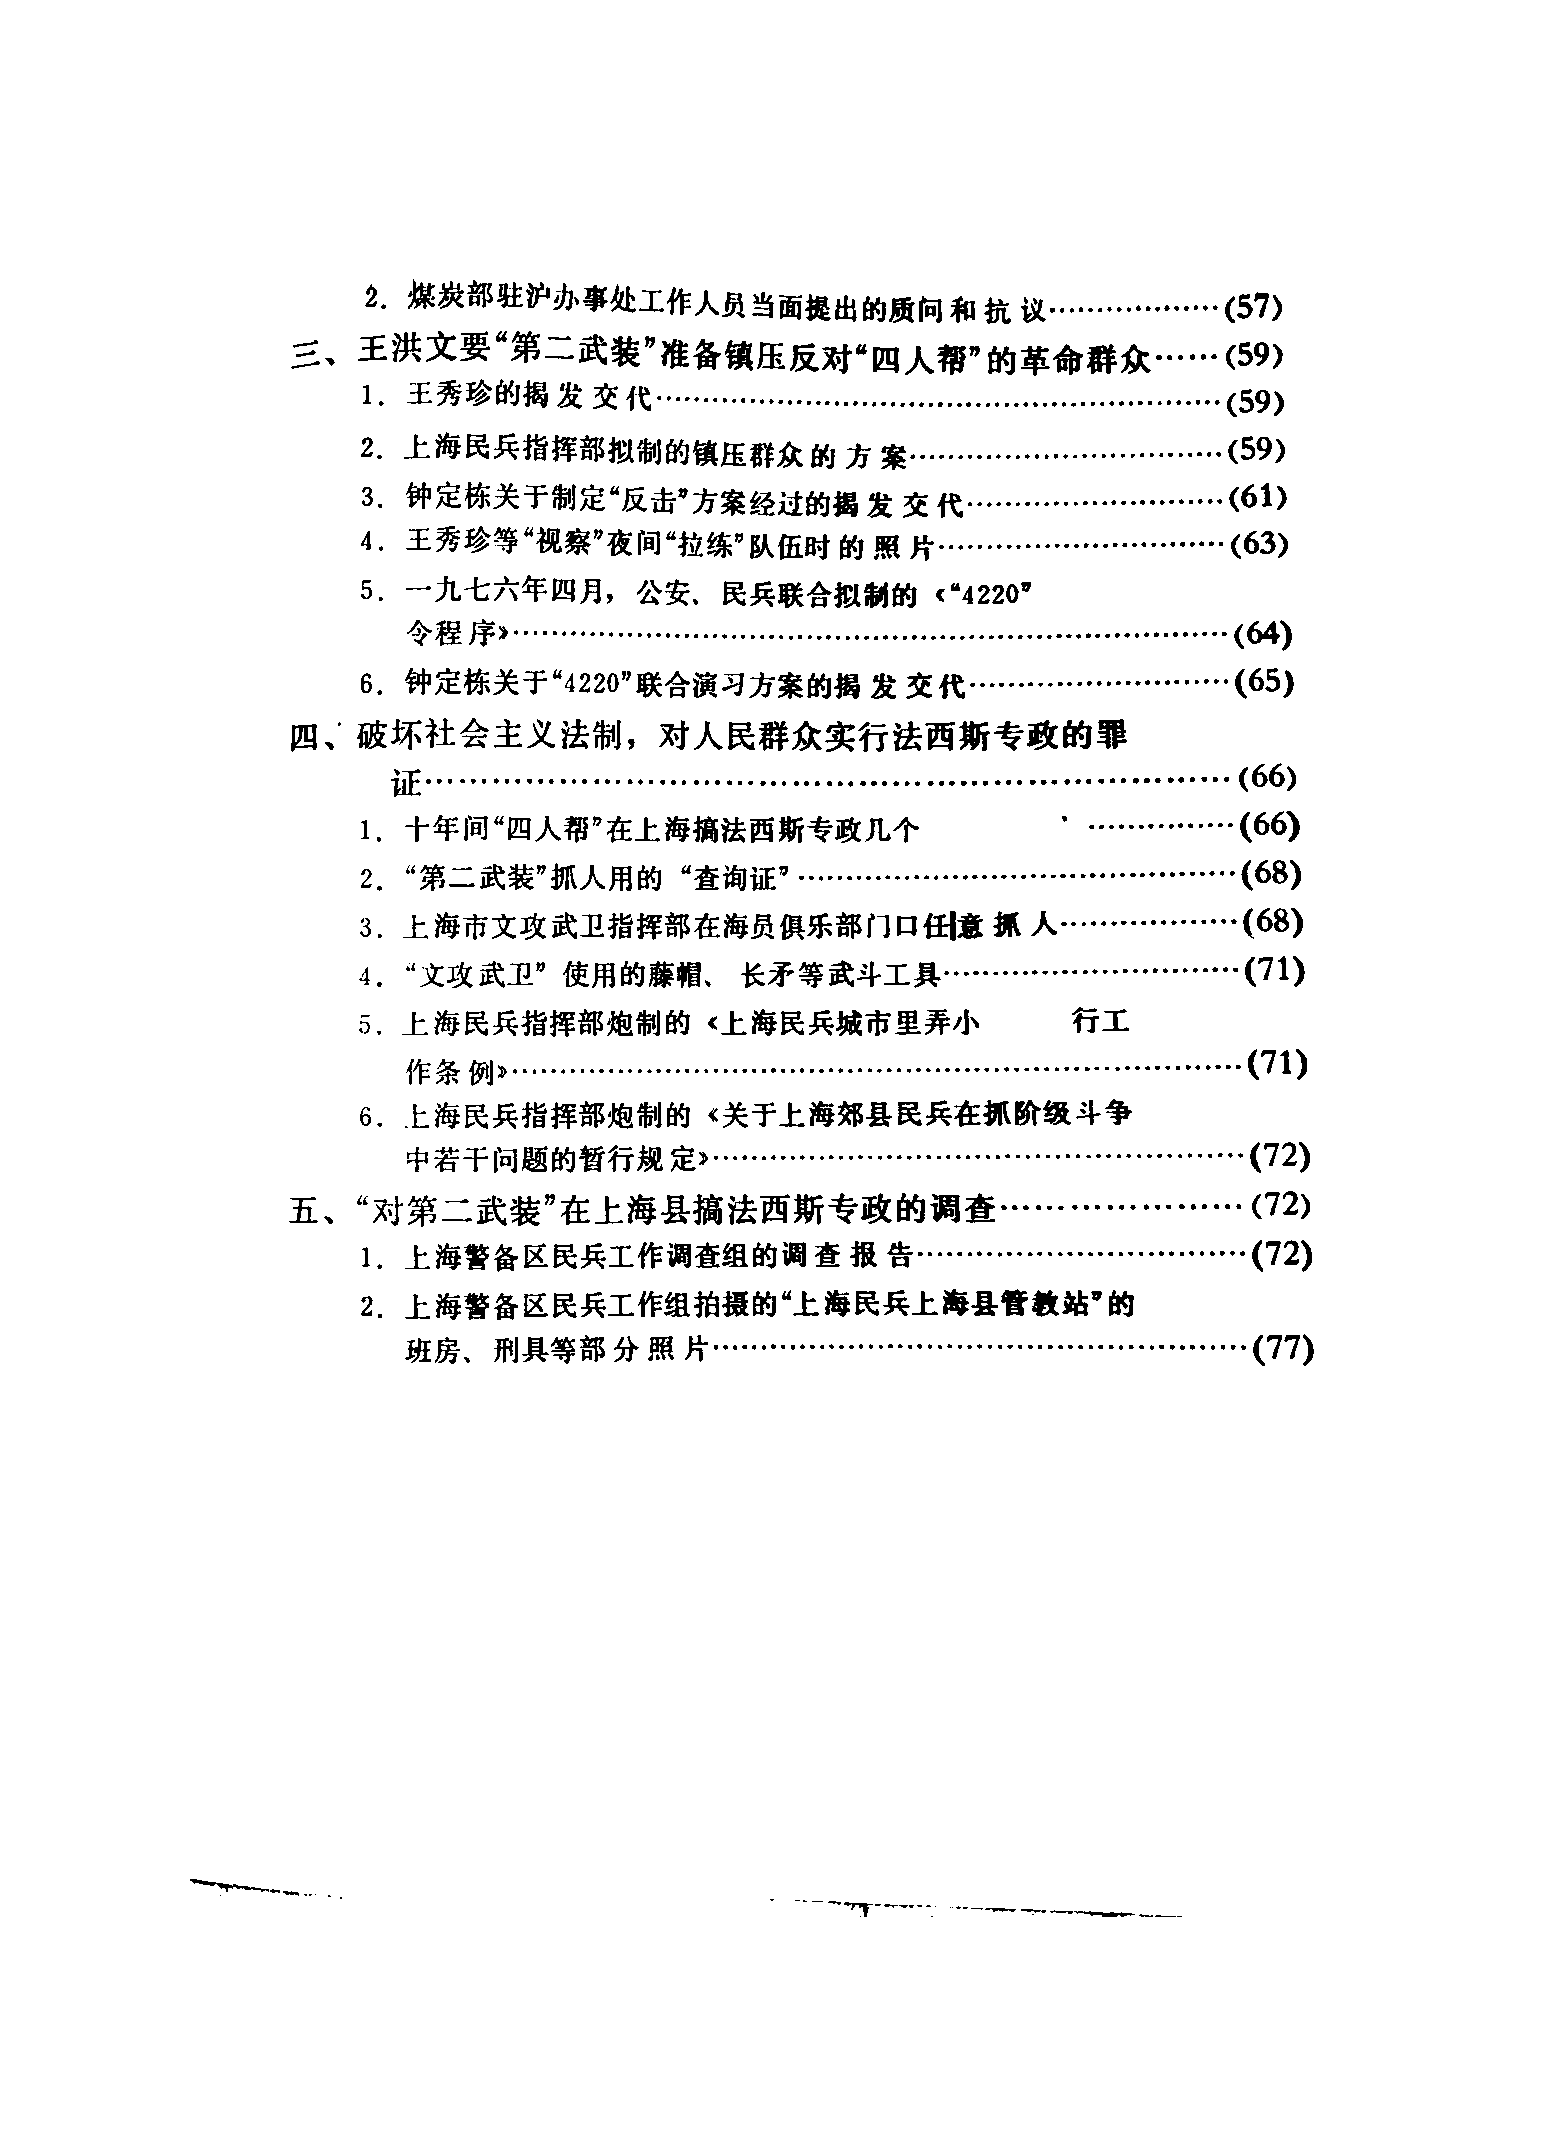 2. 煤炭部驻沪办事处工作人员当面提出的质问和抗议………………(57)
三、王洪文要“第二武装”准备镇压反对“四人帮”的革命群众……(59)
1. 王秀珍的揭发交代………………………………………………(59)
2. 上海民兵指挥部拟制的镇压群众的方案…………………………(59)
3. 钟定栋关于制定“反击”方案经过的揭发交代……………………(61)
4. 王秀珍等“视察”夜间“拉练”队伍时的照片………………………(63)
5. 一九七六年四月，公安、民兵联合拟制的《“4220”
令程序》……………………………………………………………(64)
6. 钟定栋关于“4220”联合演习方案的揭发交代……………………(65)
四、破坏社会主义法制，对人民群众实行法西斯专政的罪
证……………………………………………………………………(66)
1. 十年间“四人帮”在上海搞法西斯专政几个 ……………(66)
2. “第二武装”抓人用的“查询证”……………………………………(68)
3. 上海市文攻武卫指挥部在海员俱乐部门口任意抓人………………(68)
4. “文攻武卫”使用的藤帽、长矛等武斗工具…………………………(71)
5. 上海民兵指挥部炮制的《上海民兵城市里弄小 行工
作条例》……………………………………………………………(71)
6. 上海民兵指挥部炮制的《关于上海郊县民兵在抓阶级斗争
中若干问题的暂行规定》……………………………………………(72)
五、“对第二武装”在上海县搞法西斯专政的调查…………………(72)
1. 上海警备区民兵工作调查组的调查报告…………………………(72)
2. 上海警备区民兵工作组拍摄的“上海民兵上海县管教站”的
班房、刑具等部分照片………………………………………………(77)